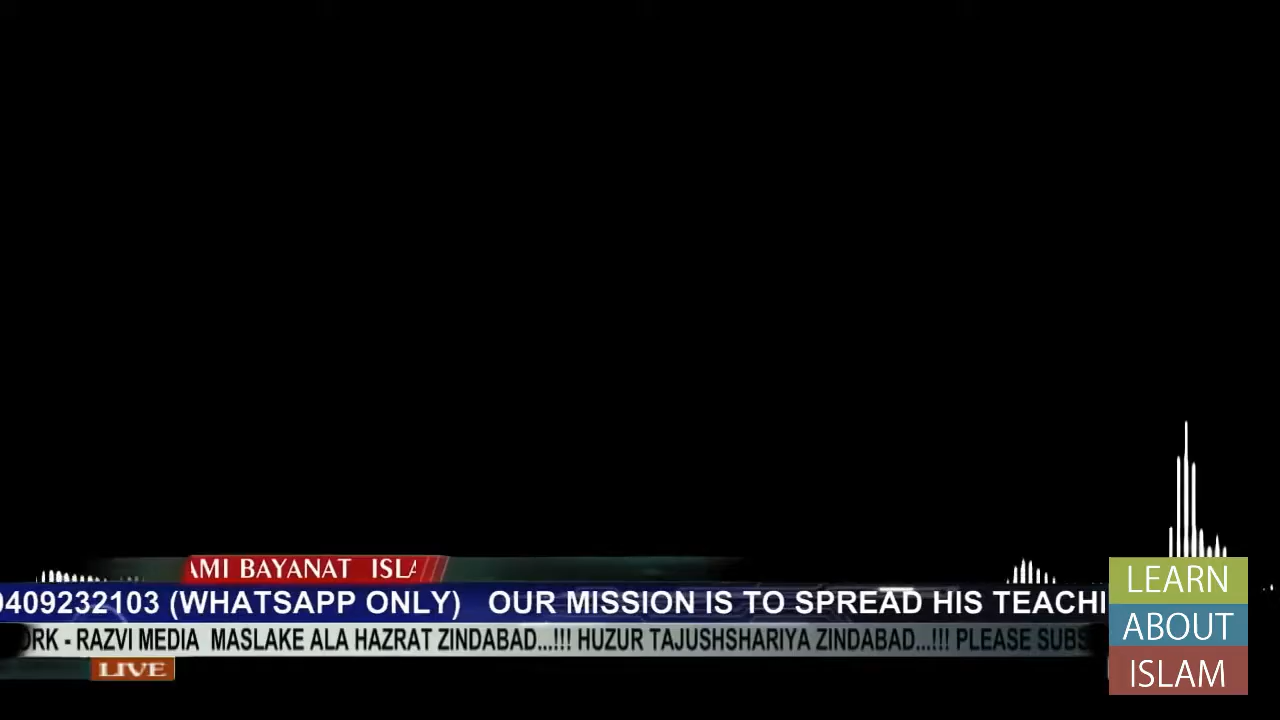 AMI BAYANAT ISLA
0409232103 (WHATSAPP ONLY) OUR MISSION IS TO SPREAD HIS TEACHI
ORK - RAZVI MEDIA MASLAKE ALA HAZRAT ZINDABAD...!!! HUZUR TAJUSHSHARIYA ZINDABAD...!!! PLEASE SUBS
LIVE
LEARN
ABOUT
ISLAM